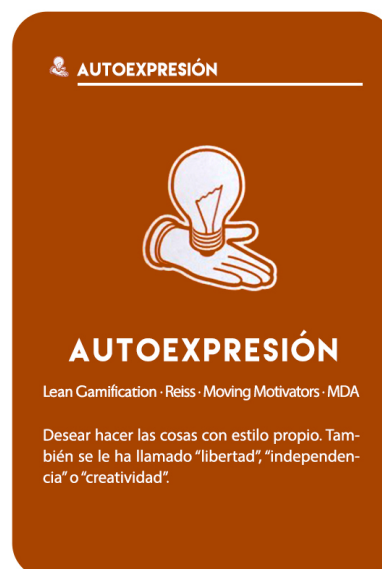 AUTOEXPRESIÓN
AUTOEXPRESIÓN
Lean Gamification · Reiss · Moving Motivators · MDA
Desear hacer las cosas con estilo propio. Tam-
bién se le ha llamado “libertad”, “independen-
cia” o “creatividad”.